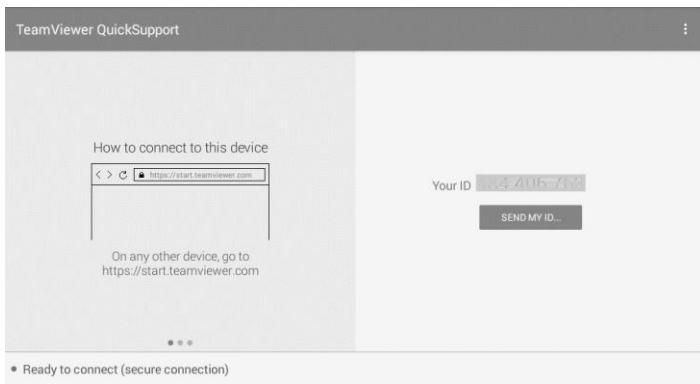 TeamViewer QuickSupport
How to connect to this device
https://start.teamviewer.com
On any other device, go to
https://start.teamviewer.com
Your ID
SEND MY ID...
Ready to connect (secure connection)